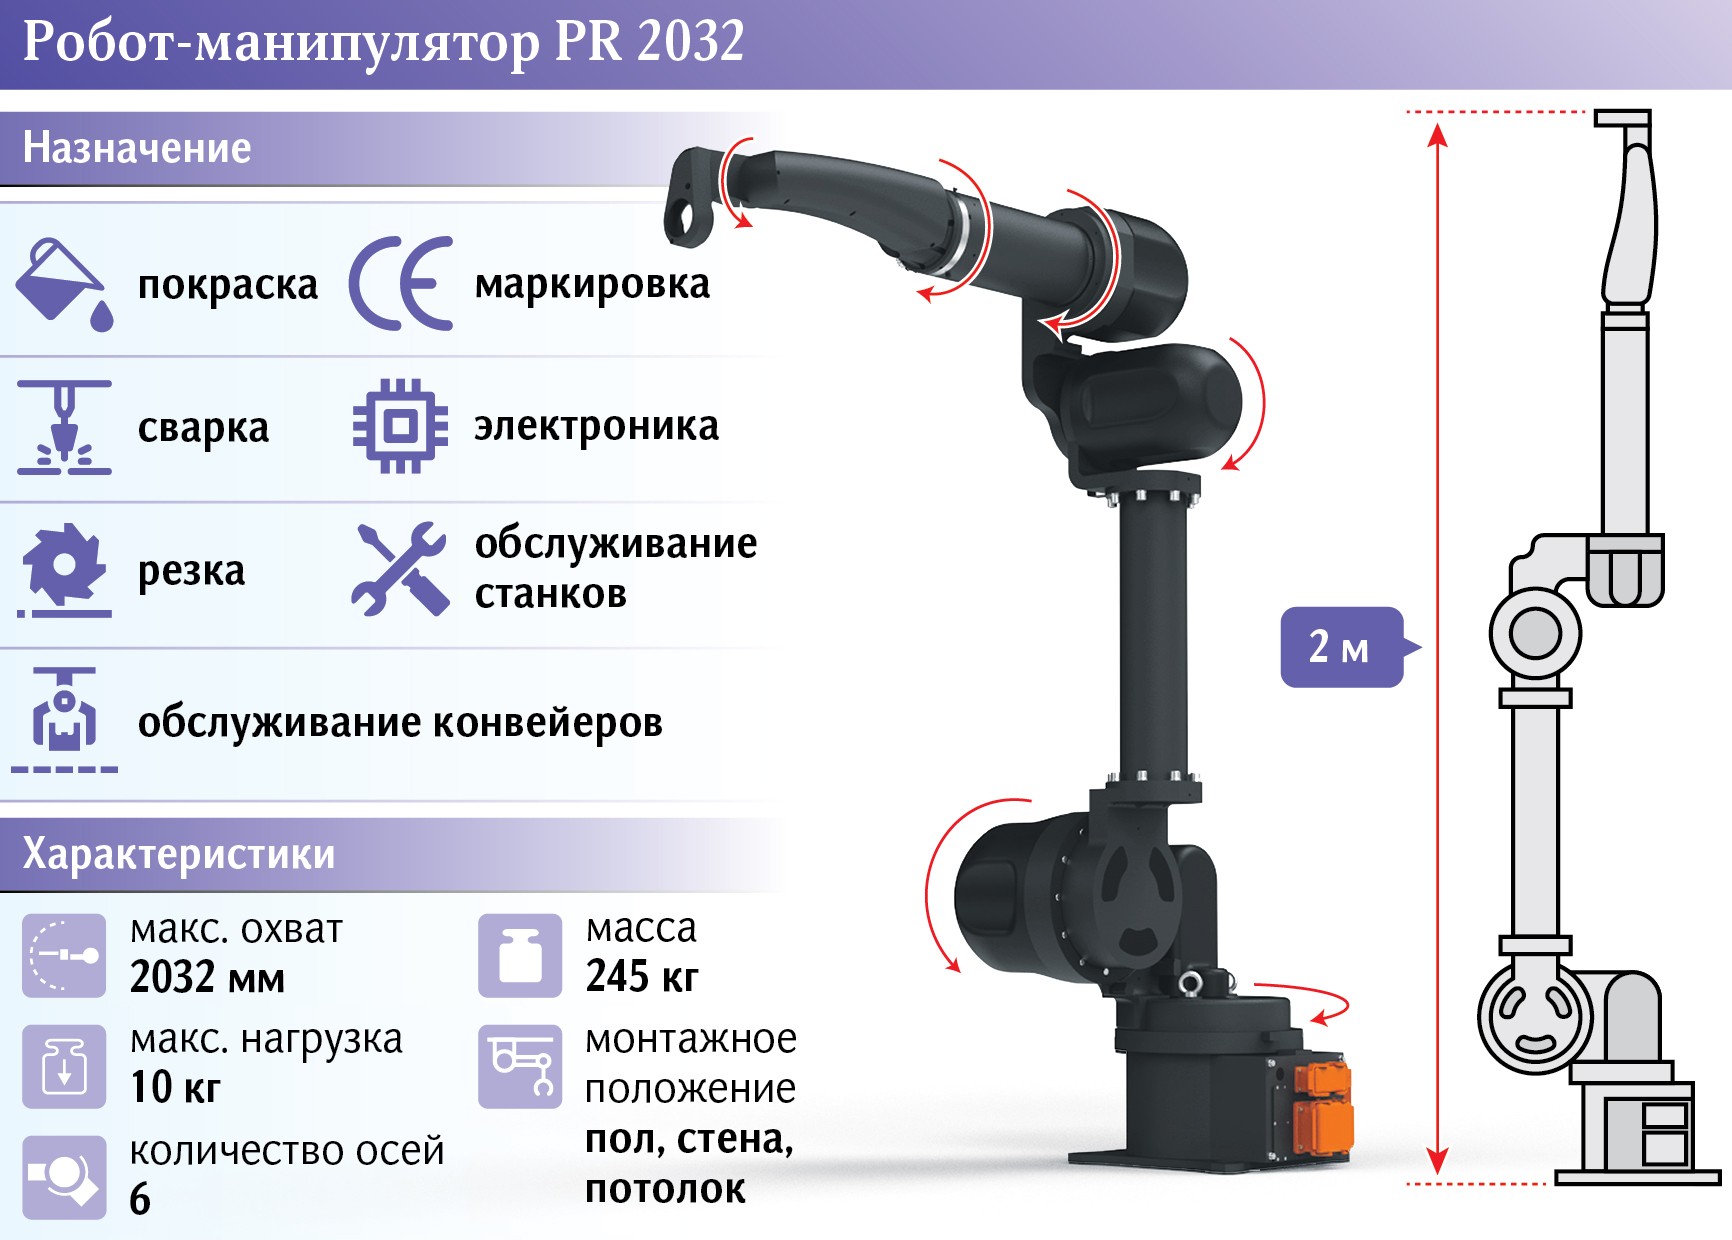 Робот-манипулятор PR 2032
Назначение
покраска
маркировка
сварка
электроника
резка
обслуживание
станков
обслуживание конвейеров
2 м
Характеристики
макс. охват
2032 мм
масса
245 кг
макс. нагрузка
10 кг
монтажное
положение
пол, стена,
потолок
количество осей
6